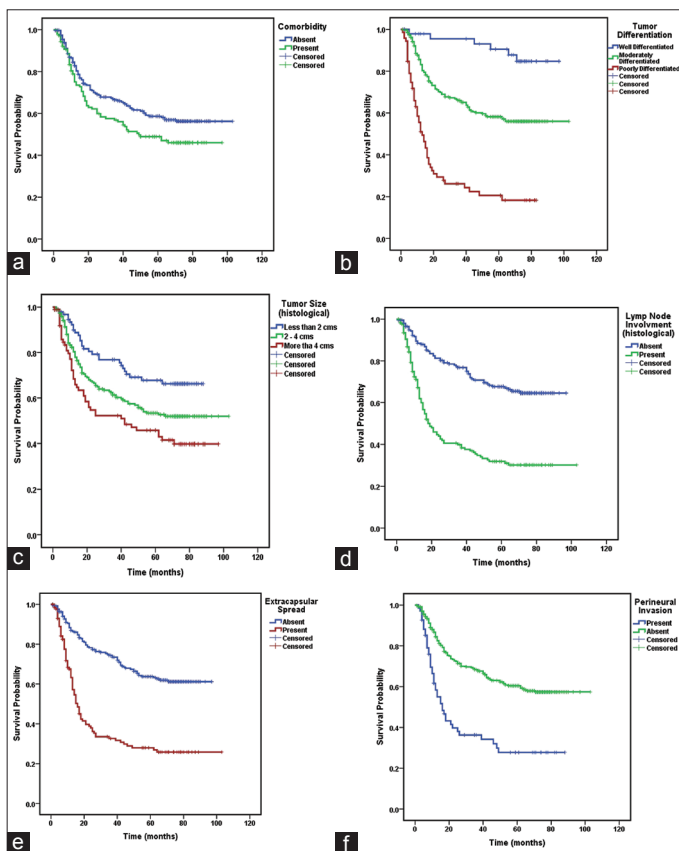 Comorbidity
Absent
Present
Censored
Censored
Survival Probability
1.0
0.8
0.6
0.4
0.2
0.0
0 20 40 60 80 100 120
Time (months)
a
Tumor
Differentiation
Well Differentiated
Moderately
Differentiated
Poorly Differentiated
Censored
Censored
Censored
Survival Probability
1.0
0.8
0.6
0.4
0.2
0.0
0 20 40 60 80 100 120
Time (months)
b
Tumor Size
(histological)
Less than 2 cms
2 - 4 cms
More than 4 cms
Censored
Censored
Censored
Survival Probability
1.0
0.8
0.6
0.4
0.2
0.0
0 20 40 60 80 100 120
Time (months)
c
Lymp Node
Involvment (histological)
Absent
Present
Censored
Censored
Survival Probability
1.0
0.8
0.6
0.4
0.2
0.0
0 20 40 60 80 100 120
Time (months)
d
Extracapsular
Spread
Absent
Present
Censored
Censored
Survival Probability
1.0
0.8
0.6
0.4
0.2
0.0
0 20 40 60 80 100 120
Time (months)
e
Perineural
Invasion
Present
Absent
Censored
Censored
Survival Probability
1.0
0.8
0.6
0.4
0.2
0.0
0 20 40 60 80 100 120
Time (months)
f